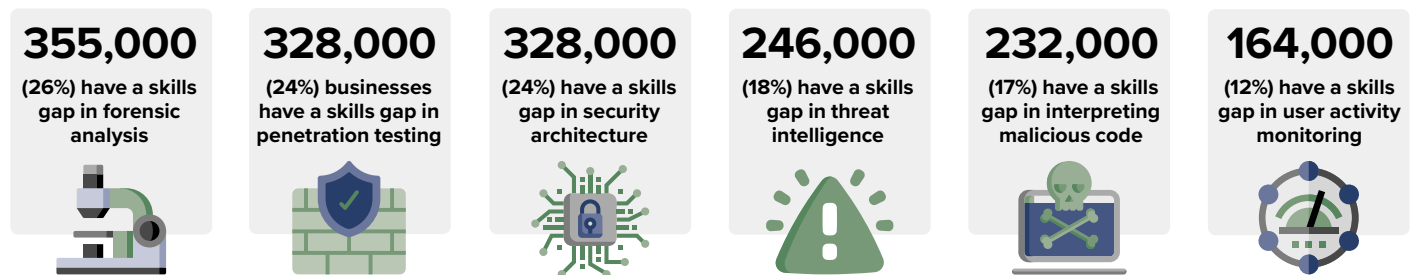 355,000
(26%) have a skills
gap in forensic
analysis
328,000
(24%) businesses
have a skills gap in
penetration testing
328,000
(24%) have a skills
gap in security
architecture
246,000
(18%) have a skills
gap in threat
intelligence
232,000
(17%) have a skills
gap in interpreting
malicious code
164,000
(12%) have a skills
gap in user activity
monitoring